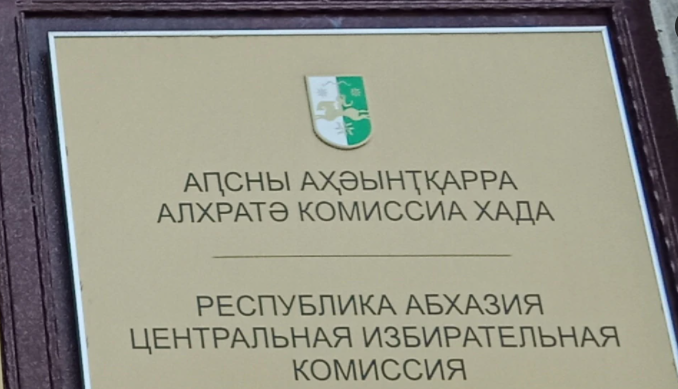 АԤСНЫ АҲӘЫНҬҚАРРА
АЛХРАТӘ КОМИССИА ХАДА
РЕСПУБЛИКА АБХАЗИЯ
ЦЕНТРАЛЬНАЯ ИЗБИРАТЕЛЬНАЯ
КОМИССИЯ